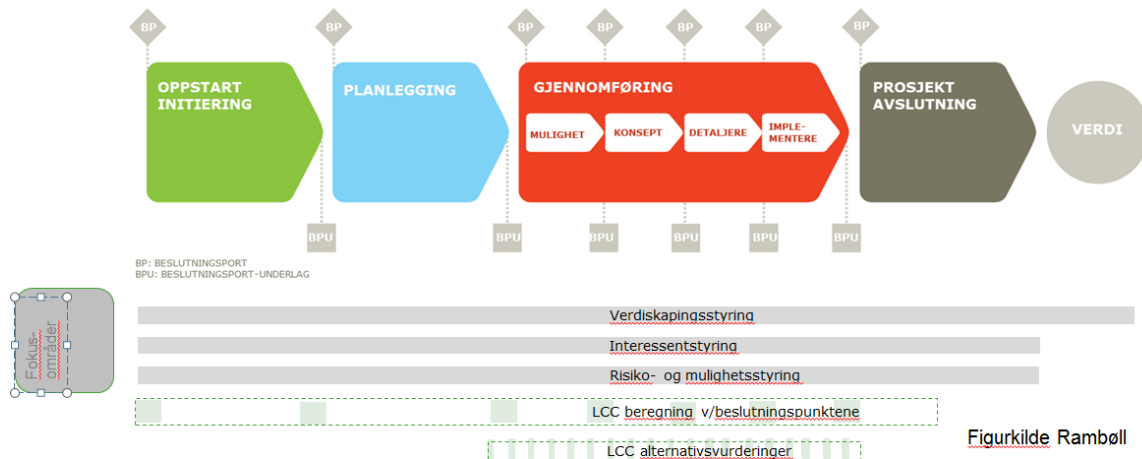 BP
BP
BP
BP
BP
BP
BP
OPPSTART
INITIERING
PLANLEGGING
GJENNOMFØRING
MULIGHET
KONSEPT
DETALJERE
IMPLE-
MENTERE
PROSJEKT
AVSLUTNING
VERDI
BPU
BPU
BPU
BPU
BPU
BPU
BP: BESLUTNINGSPORT
BPU: BESLUTNINGSPORT-UNDERLAG
Fokus-
områder
Verdiskapingsstyring
Interessentstyring
Risiko- og mulighetsstyring
LCC beregning v/beslutningspunktene
LCC alternativsvurderinger
Figurkilde Rambøll